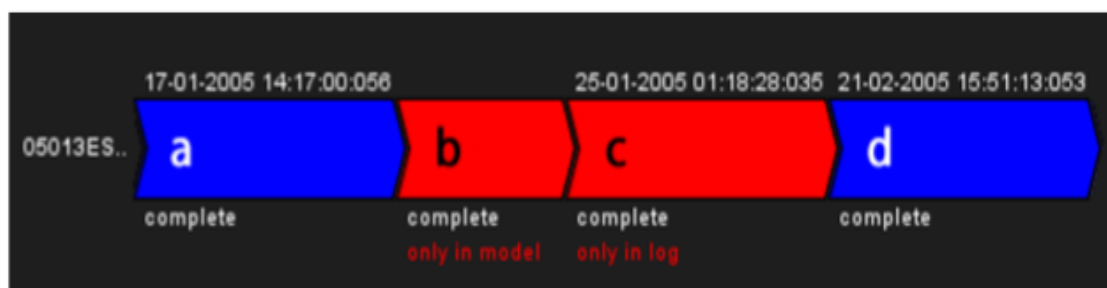 17-01-2005 14:17:00:056 25-01-2005 01:18:28:035 21-02-2005 15:51:13:053
05013ES.. a b c d
complete complete complete complete
only in model only in log